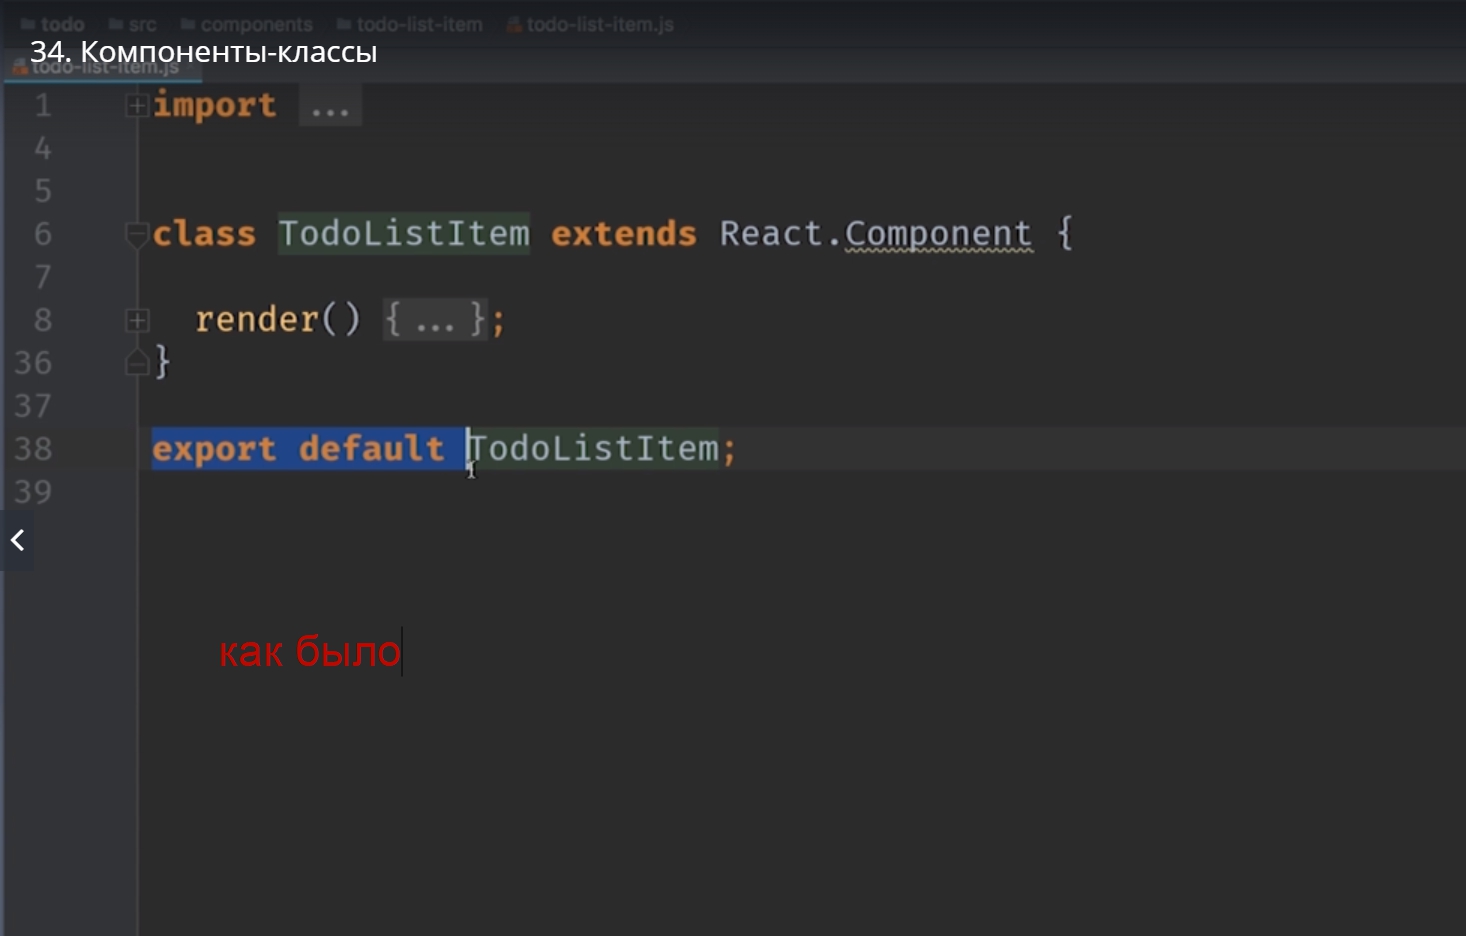 todo src components todo-list-item todo-list-item.js
34. Компоненты-классы
todo-list-item.js
1 import ...
4
5
6 class TodoListItem extends React.Component {
7
8 render() {...};
36 }
37
38 export default TodoListItem;
39
как было